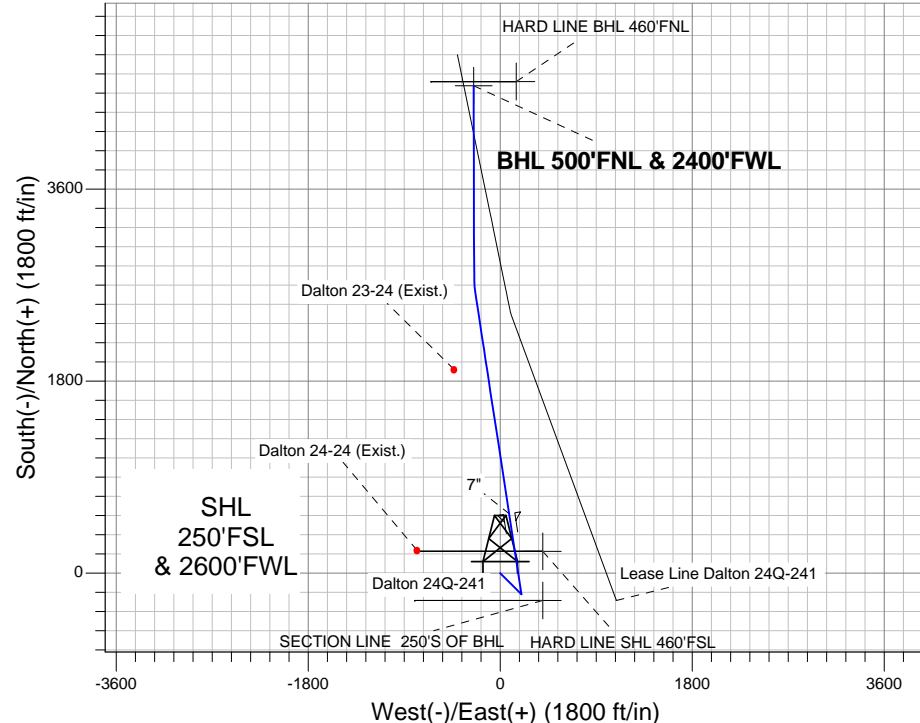 HARD LINE BHL 460'FNL
BHL 500'FNL & 2400'FWL
South(-)/North(+) (1800 ft/in)
3600
Dalton 23-24 (Exist.)
1800
Dalton 24-24 (Exist.)
7"
SHL
250'FSL
& 2600'FWL
0
Dalton 24Q-241
Lease Line Dalton 24Q-241
SECTION LINE 250'S OF BHL
HARD LINE SHL 460'FSL
-3600
-1800
0
1800
3600
West(-)/East(+) (1800 ft/in)